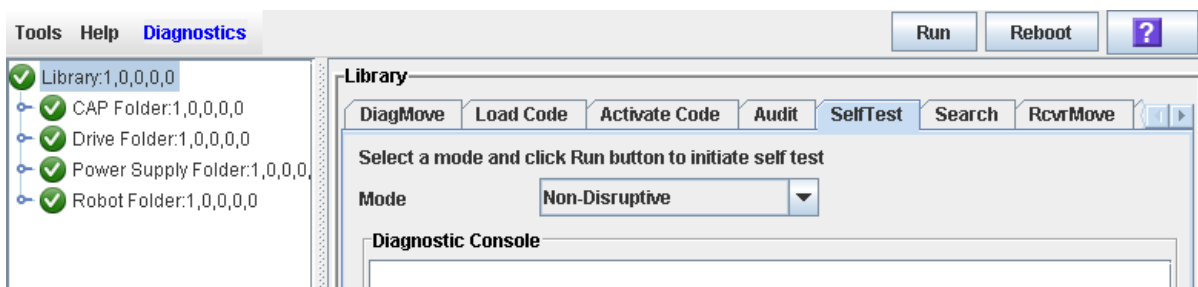 Tools Help Diagnostics
Run Reboot ?
Library:1,0,0,0,0
CAP Folder:1,0,0,0,0
Drive Folder:1,0,0,0,0
Power Supply Folder:1,0,0,0,
Robot Folder:1,0,0,0,0
Library
DiagMove Load Code Activate Code Audit SelfTest Search RcvrMove
Select a mode and click Run button to initiate self test
Mode Non-Disruptive
Diagnostic Console